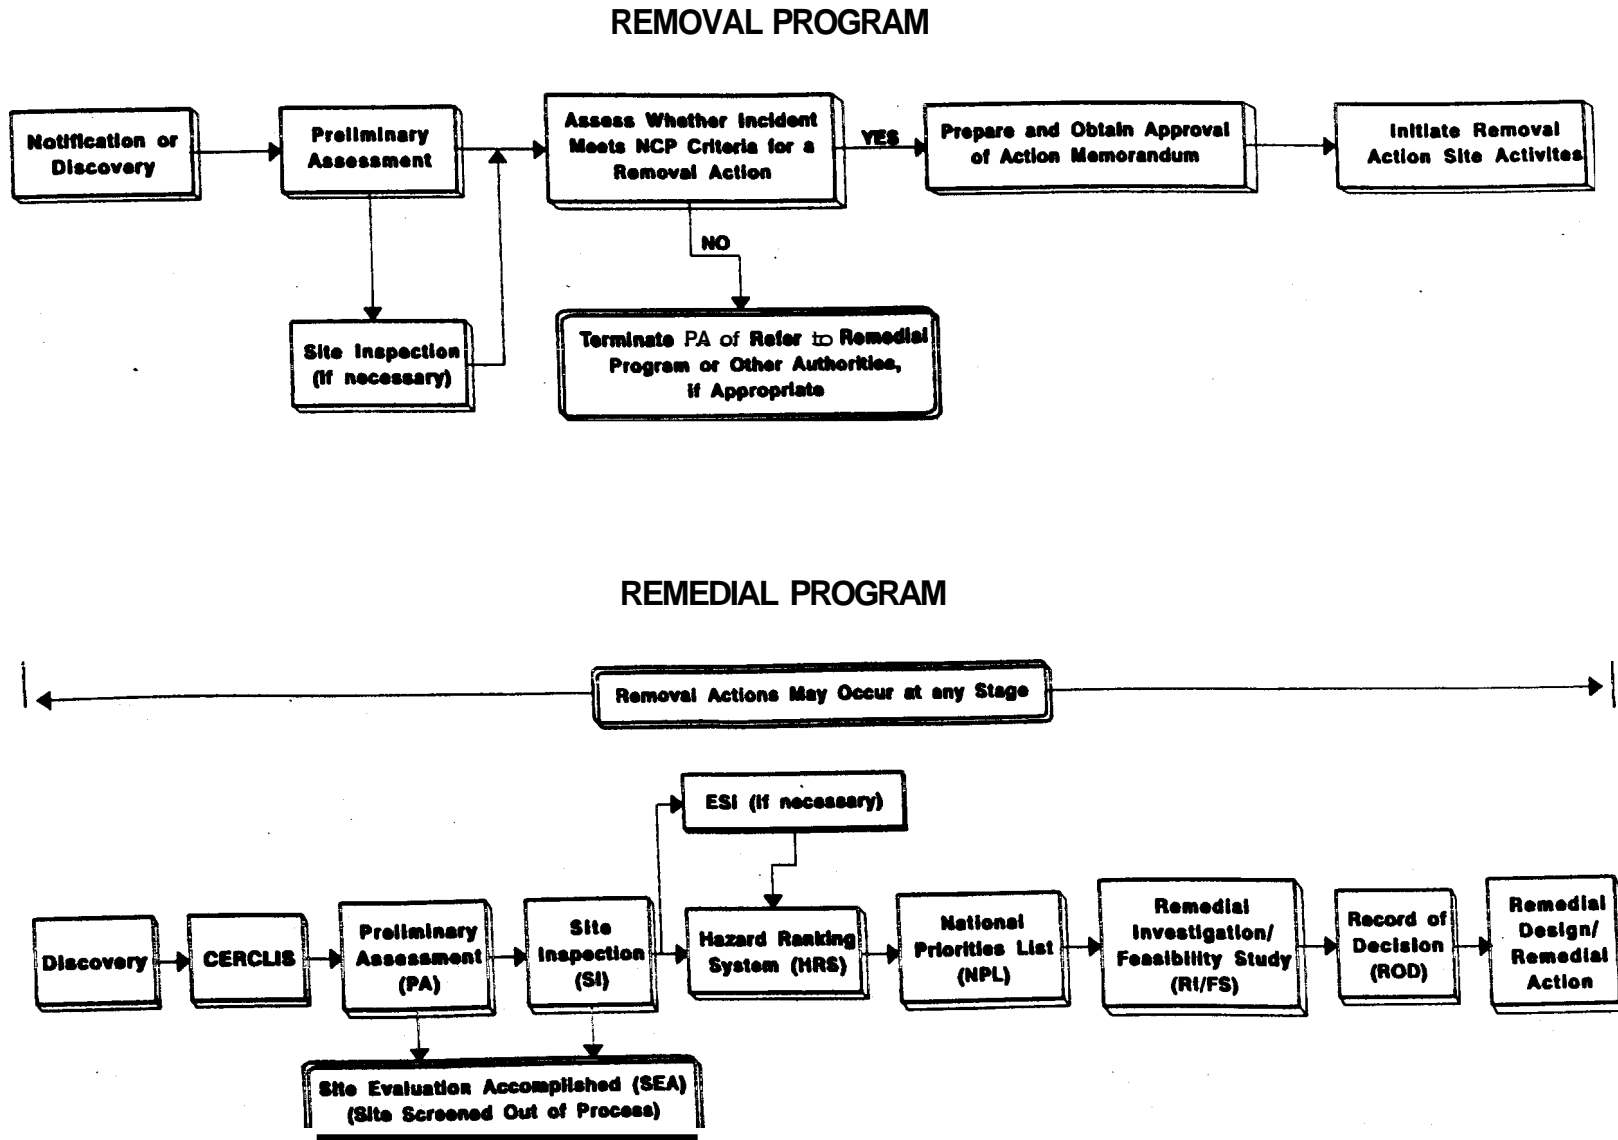 REMOVAL PROGRAM
Notification or
Discovery
Preliminary
Assessment
Assess Whether Incident
Meets NCP Criteria for a
Removal Action
YES
Prepare and Obtain Approval
of Action Memorandum
Initiate Removal
Action Site Activites
NO
Site Inspection
(if necessary)
Terminate PA of Refer to Remedial
Program or Other Authorities,
if Appropriate
REMEDIAL PROGRAM
Removal Actions May Occur at any Stage
ESI (if necessary)
Discovery
CERCLIS
Preliminary
Assessment
(PA)
Site
Inspection
(SI)
Hazard Ranking
System (HRS)
National
Priorities List
(NPL)
Remedial
Investigation/
Feasibility Study
(RI/FS)
Record of
Decision
(ROD)
Remedial
Design/
Remedial
Action
Site Evaluation Accomplished (SEA)
(Site Screened Out of Process)